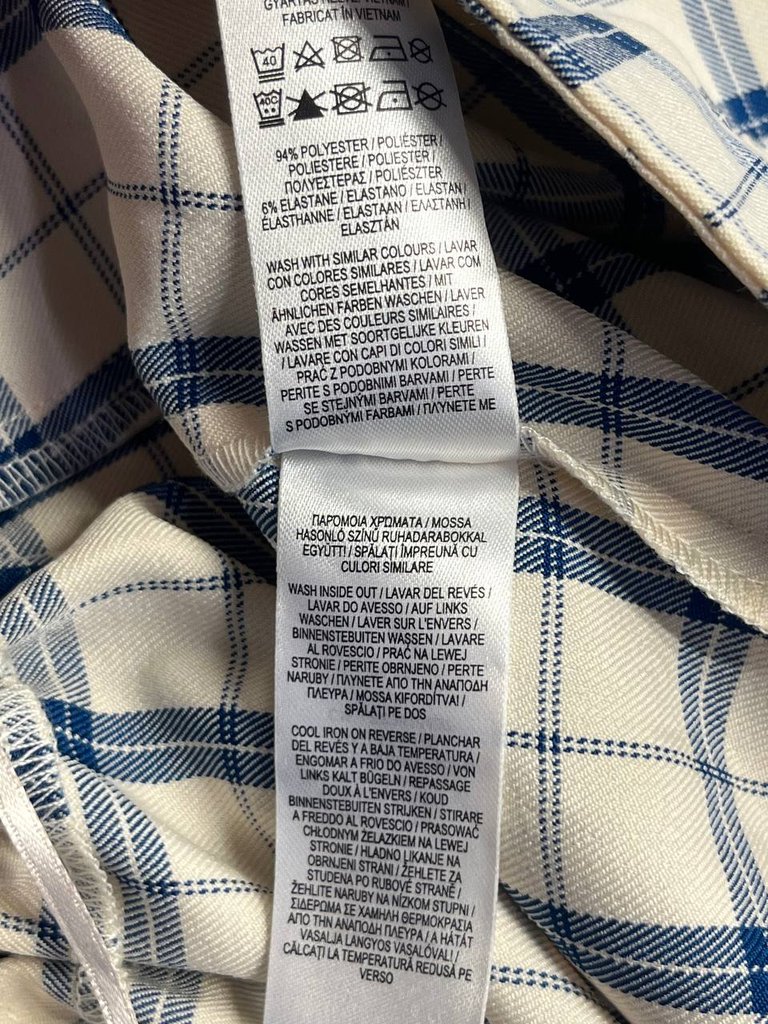 GYÁRTÁS HELYE: VIETNAM /
FABRICAT ÎN VIETNAM
40
40C
94% POLYESTER / POLIÉSTER /
POLIESTERE / POLIESTER /
ΠΟΛΥΕΣΤΕΡΑΣ / POLIÉSZTER
6% ELASTANE / ELASTANO / ELASTAN /
ÉLASTHANNE / ELASTAAN / ΕΛΑΣΤΑΝΗ /
ELASZTÁN
WASH WITH SIMILAR COLOURS / LAVAR
CON COLORES SIMILARES / LAVAR COM
CORES SEMELHANTES / MIT
ÄHNLICHEN FARBEN WASCHEN / LAVER
AVEC DES COULEURS SIMILAIRES /
WASSEN MET SOORTGELIJKE KLEUREN
/ LAVARE CON CAPI DI COLORI SIMILI /
PRAĆ Z PODOBNYMI KOLORAMI /
PERITE S PODOBNIMI BARVAMI / PERTE
SE STEJNÝMI BARVAMI / PERTE
S PODOBNÝMI FARBAMI / ΠΛΥΝΕΤΕ ΜΕ
ΠΑΡΌΜΟΙΑ ΧΡΩΜΑΤΑ / MOSSA
HASONLÓ SZÍNŰ RUHADARABOKKAL
EGYÜTT! / SPĂLAȚI ÎMPREUNĂ CU
CULORI SIMILARE
WASH INSIDE OUT / LAVAR DEL REVÉS /
LAVAR DO AVESSO / AUF LINKS
WASCHEN / LAVER SUR L'ENVERS /
BINNENSTEBUITEN WASSEN / LAVARE
AL ROVESCIO / PRAĆ NA LEWEJ
STRONIE / PERITE OBRNJENO / PERTE
NARUBY / ΠΛΥΝΕΤΕ ΑΠΟ ΤΗΝ ΑΝΑΠΟΔΗ
ΠΛΕΥΡΑ / MOSSA KIFORDÍTVA! /
SPĂLAȚI PE DOS
COOL IRON ON REVERSE / PLANCHAR
DEL REVÉS Y A BAJA TEMPERATURA /
ENGOMAR A FRIO DO AVESSO / VON
LINKS KALT BÜGELN / REPASSAGE
DOUX À L'ENVERS / KOUD
BINNENSTEBUITEN STRIJKEN / STIRARE
A FREDDO AL ROVESCIO / PRASOWAĆ
CHŁODNYM ŻELAZKIEM NA LEWEJ
STRONIE / HLADNO LIKANJE NA
OBRNJENI STRANI / ŽEHLETE ZA
STUDENA PO RUBOVÉ STRANĚ /
ŽEHLITE NARUBY NA NÍZKOM STUPNI /
ΣΙΔΕΡΩΜΑ ΣΕ ΧΑΜΗΛΗ ΘΕΡΜΟΚΡΑΣΙΑ
ΑΠΟ ΤΗΝ ΑΝΑΠΟΔΗ ΠΛΕΥΡΑ / A HÁTÁT
VASALJA LANGYOS VASALÓVAL! /
CĂLCAȚI LA TEMPERATURĂ REDUSĂ PE
VERSO